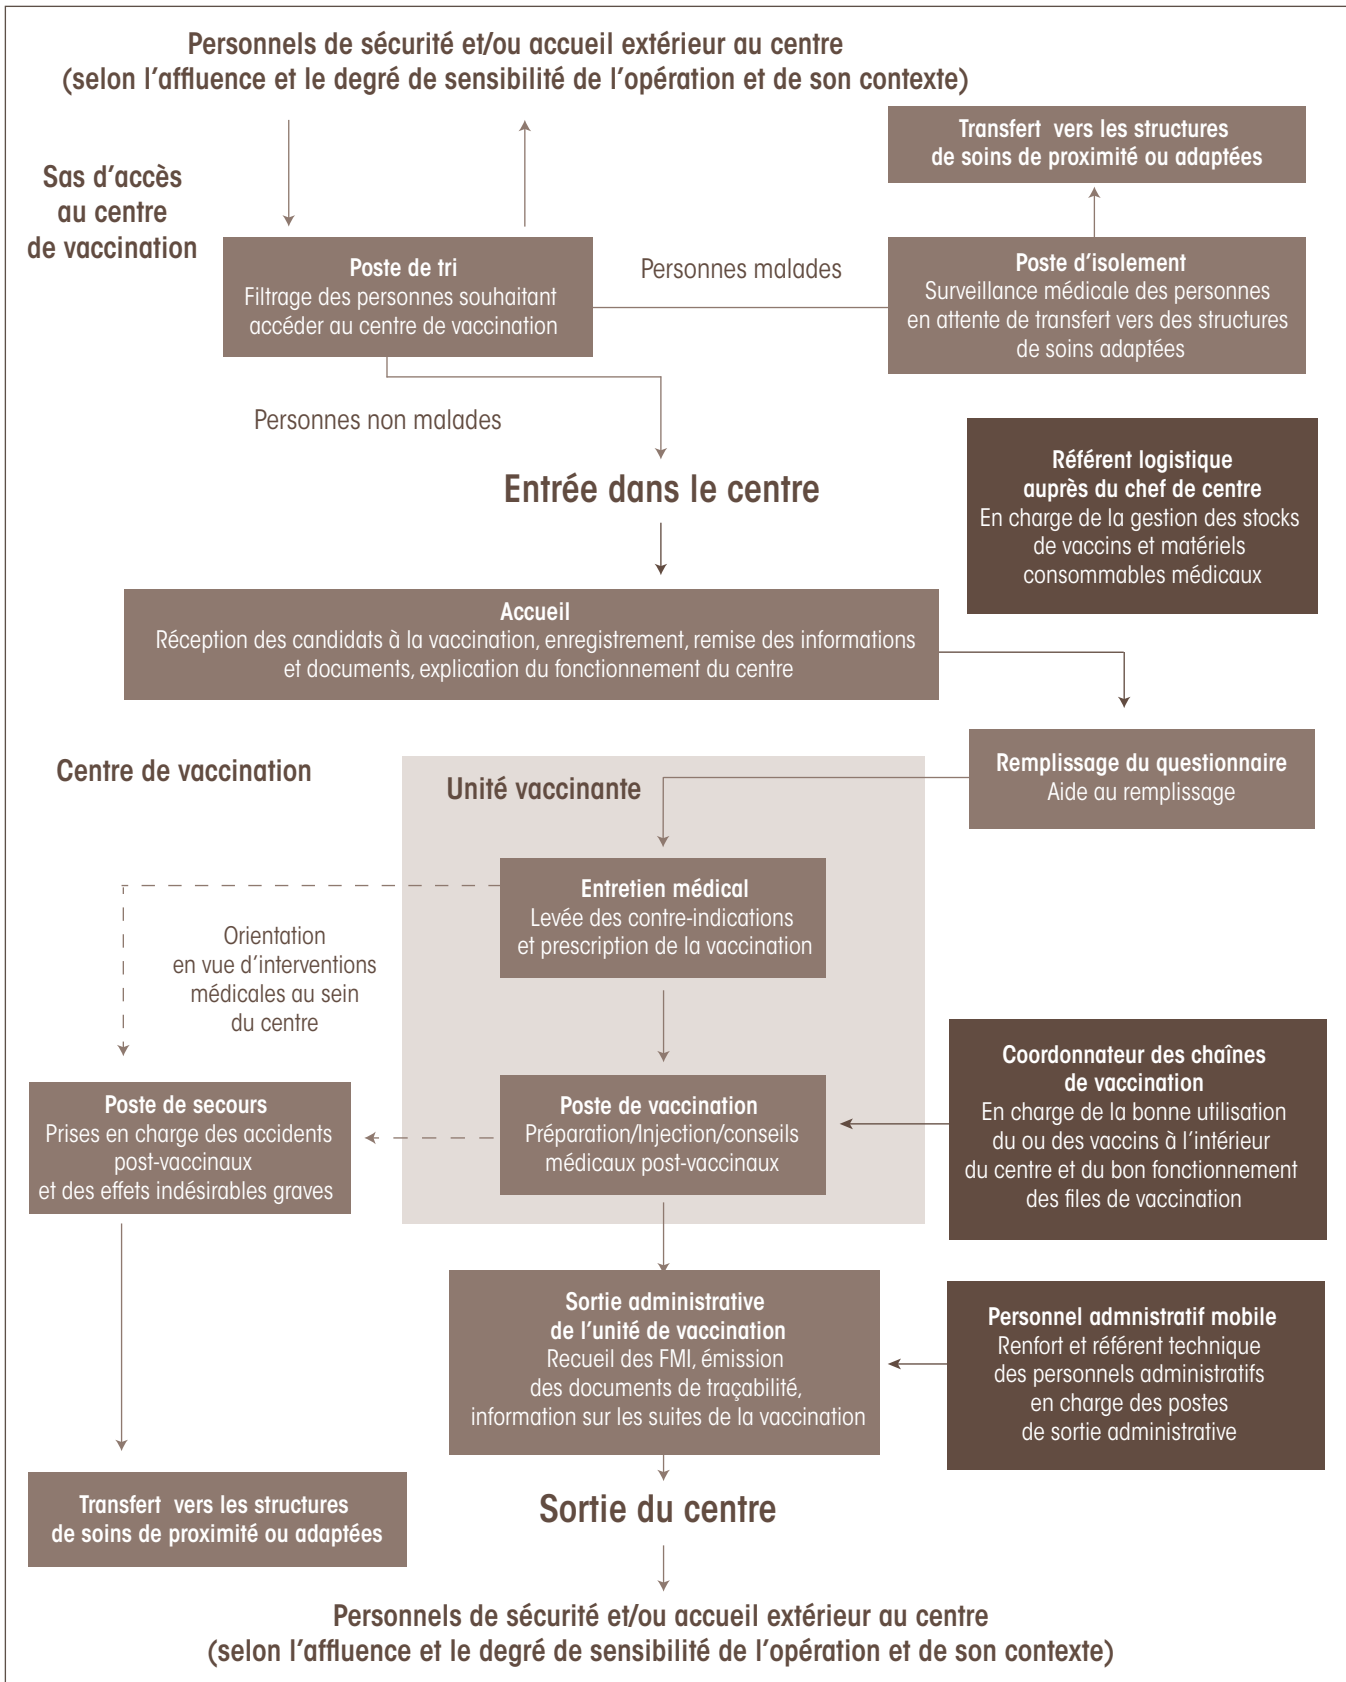 Personnels de sécurité et/ou accueil extérieur au centre
(selon l'affluence et le degré de sensibilité de l'opération et de son contexte)
Sas d'accès
au centre
de vaccination
Transfert vers les structures
de soins de proximité ou adaptées
Poste de tri
Filtrage des personnes souhaitant
accéder au centre de vaccination
Personnes malades
Poste d'isolement
Surveillance médicale des personnes
en attente de transfert vers des structures
de soins adaptées
Personnes non malades
Entrée dans le centre
Référent logistique
auprès du chef de centre
En charge de la gestion des stocks
de vaccins et matériels
consommables médicaux
Accueil
Réception des candidats à la vaccination, enregistrement, remise des informations
et documents, explication du fonctionnement du centre
Remplissage du questionnaire
Aide au remplissage
Centre de vaccination
Unité vaccinante
Entretien médical
Levée des contre-indications
et prescription de la vaccination
Orientation
en vue d'interventions
médicales au sein
du centre
Coordonnateur des chaînes
de vaccination
En charge de la bonne utilisation
du ou des vaccins à l'intérieur
du centre et du bon fonctionnement
des files de vaccination
Poste de secours
Prises en charge des accidents
post-vaccinaux
et des effets indésirables graves
Poste de vaccination
Préparation/Injection/conseils
médicaux post-vaccinaux
Sortie administrative
de l'unité de vaccination
Recueil des FMI, émission
des documents de traçabilité,
information sur les suites de la vaccination
Personnel admnistratif mobile
Renfort et référent technique
des personnels administratifs
en charge des postes
de sortie administrative
Transfert vers les structures
de soins de proximité ou adaptées
Sortie du centre
Personnels de sécurité et/ou accueil extérieur au centre
(selon l'affluence et le degré de sensibilité de l'opération et de son contexte)